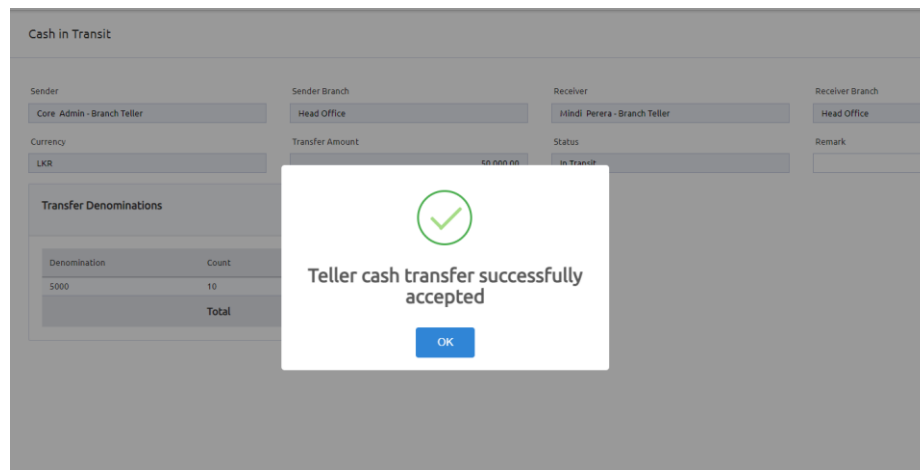 Cash in Transit
Sender Sender Branch Receiver Receiver Branch
Core Admin - Branch Teller Head Office Mindi Perera - Branch Teller Head Office
Currency Transfer Amount Status Remark
LKR 50,000.00 In Transit
Transfer Denominations
Denomination Count
5000 10
Total
Teller cash transfer successfully
accepted
OK